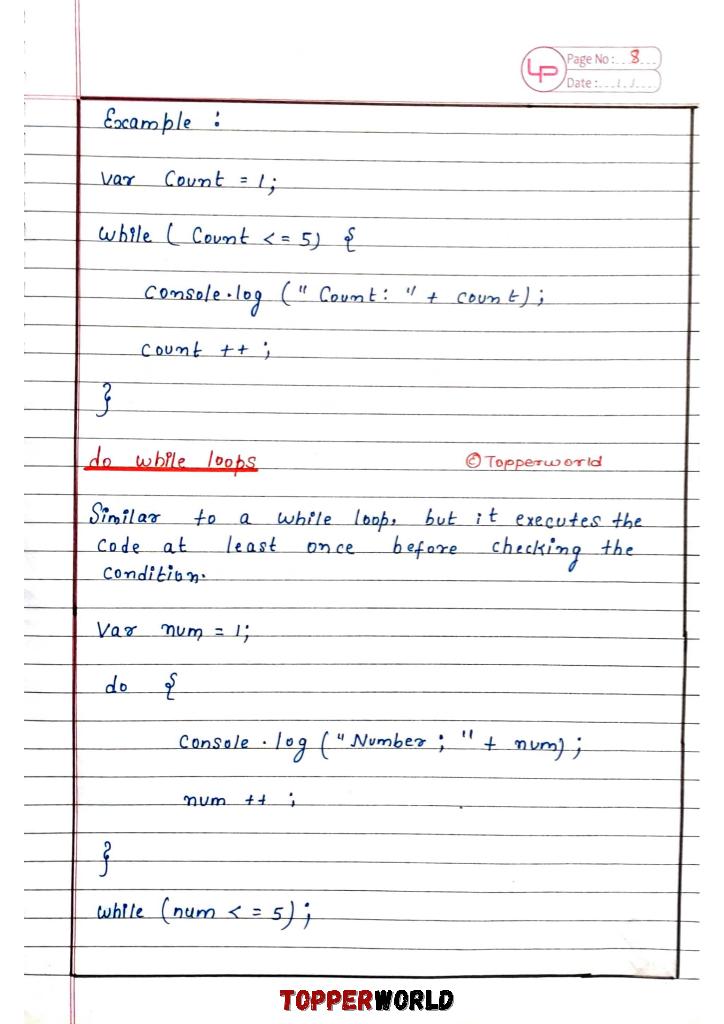 LP
Page No: 8
Date: / /
Example :
var Count = 1;
while ( Count <= 5) {
console.log (" Count: " + count);
count ++ ;
}
do while loops
© Topperworld
Similar to a while loop, but it executes the
code at least once before checking the
condition.
Var num = 1;
do {
console . log ("Number ; " + num) ;
num ++ ;
}
while (num < = 5) ;
TOPPERWORLD